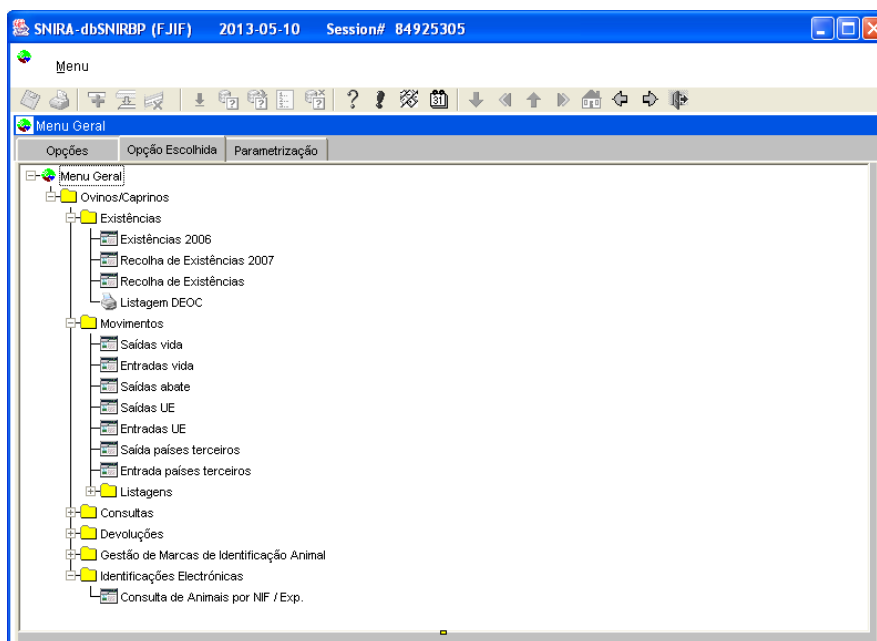 SNIRA-dbSNIRBP (FJIF) 2013-05-10 Session# 84925305
Menu
31
Menu Geral
Opções Opção Escolhida Parametrização
Menu Geral
Ovinos/Caprinos
Existências
Existências 2006
Recolha de Existências 2007
Recolha de Existências
Listagem DEOC
Movimentos
Saídas vida
Entradas vida
Saídas abate
Saídas UE
Entradas UE
Saída países terceiros
Entrada países terceiros
Listagens
Consultas
Devoluções
Gestão de Marcas de Identificação Animal
Identificações Electrónicas
Consulta de Animais por NIF / Exp.